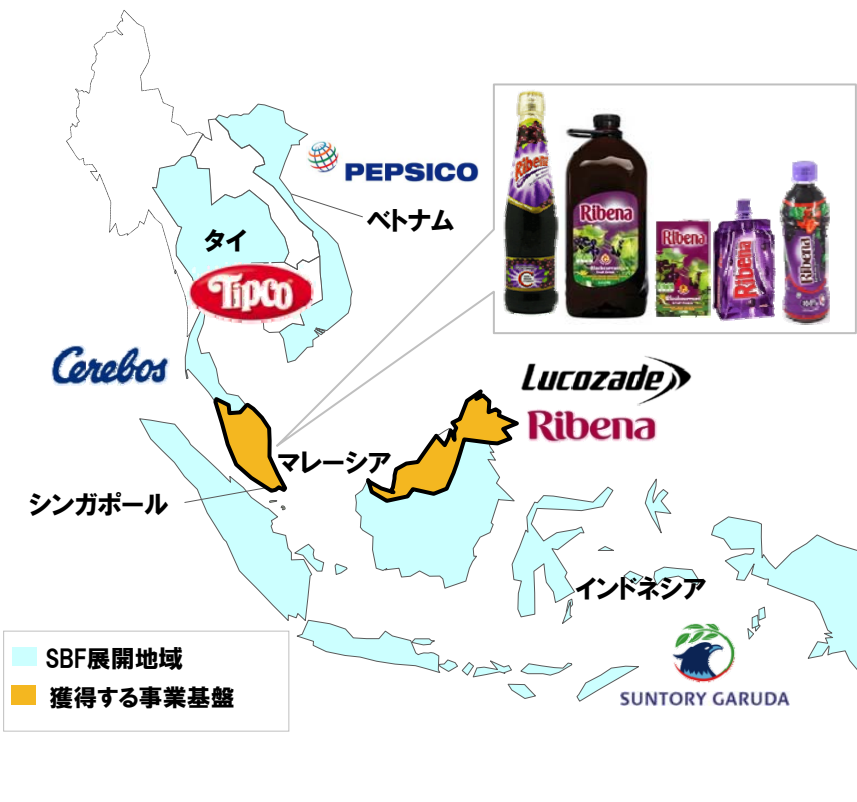 PEPSICO
ベトナム
タイ
Tipco
Cerebos
Ribena
Ribena
Ribena
Ribena
Ribena
Lucozade
Ribena
マレーシア
シンガポール
インドネシア
SUNTORY GARUDA
SBF展開地域
獲得する事業基盤